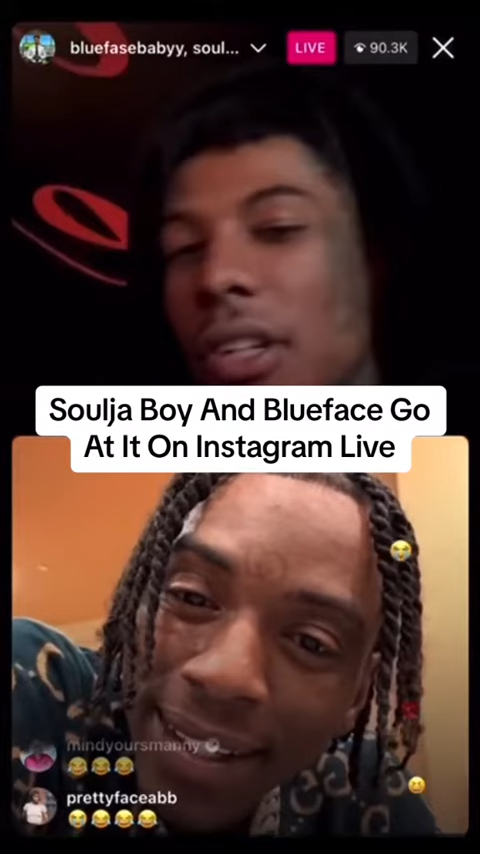 bluefasebabyy, soul...
LIVE
90.3K
Soulja Boy And Blueface Go
At It On Instagram Live
mindyoursmanny
prettyfaceabb